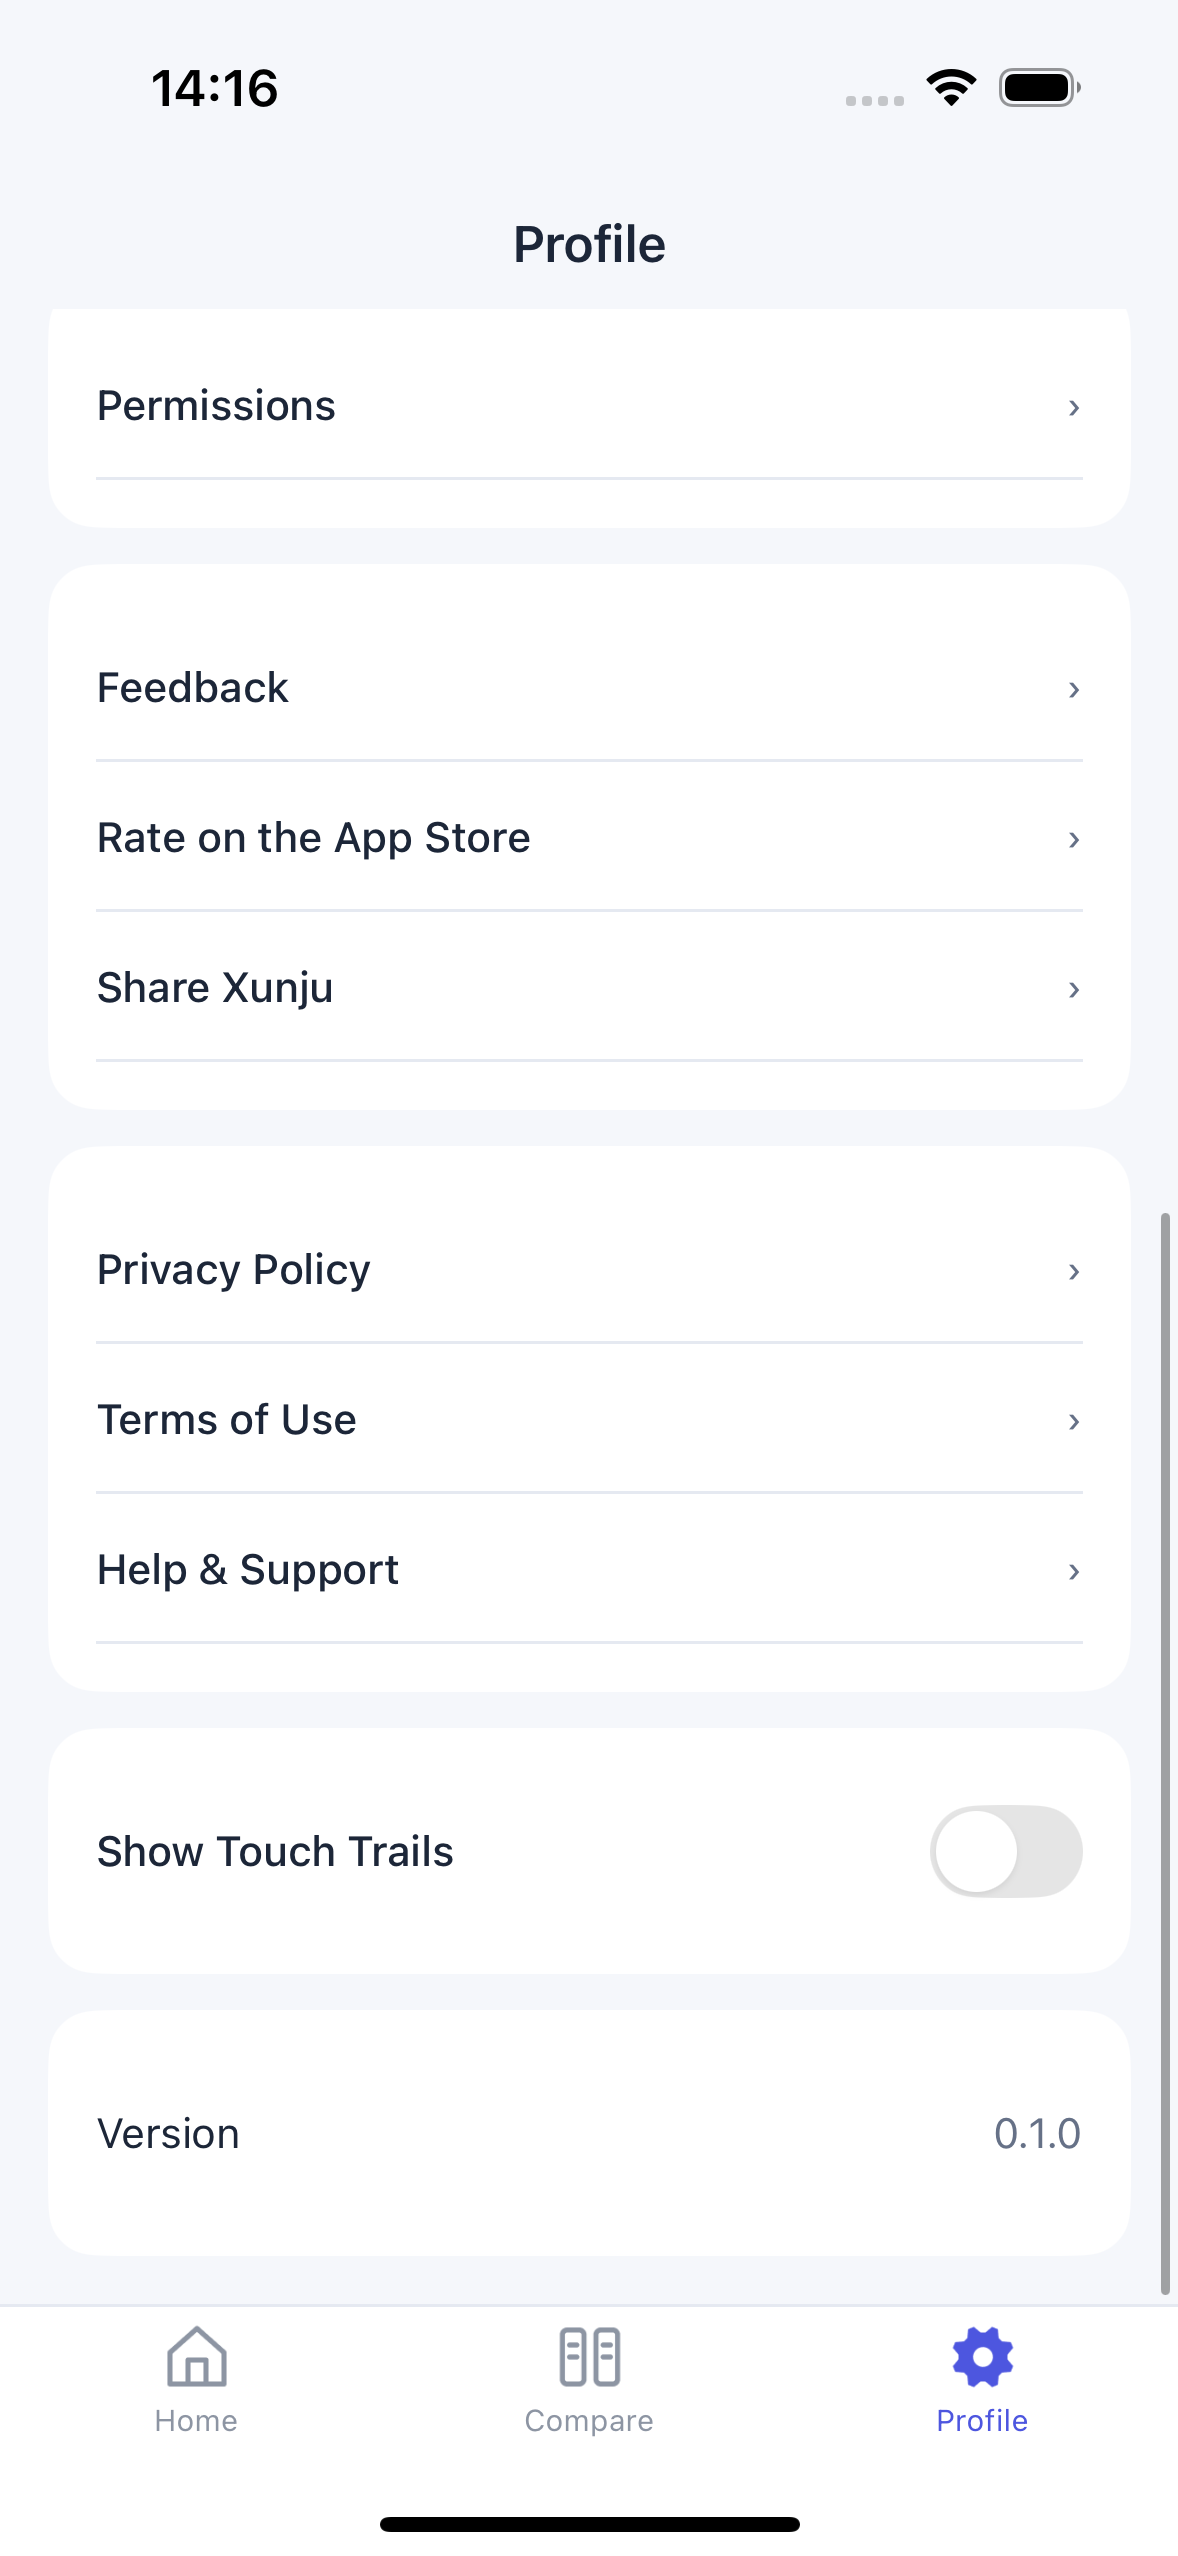 14:16
Profile
Permissions
Feedback
Rate on the App Store
Share Xunju
Privacy Policy
Terms of Use
Help & Support
Show Touch Trails
Version 0.1.0
Home Compare Profile